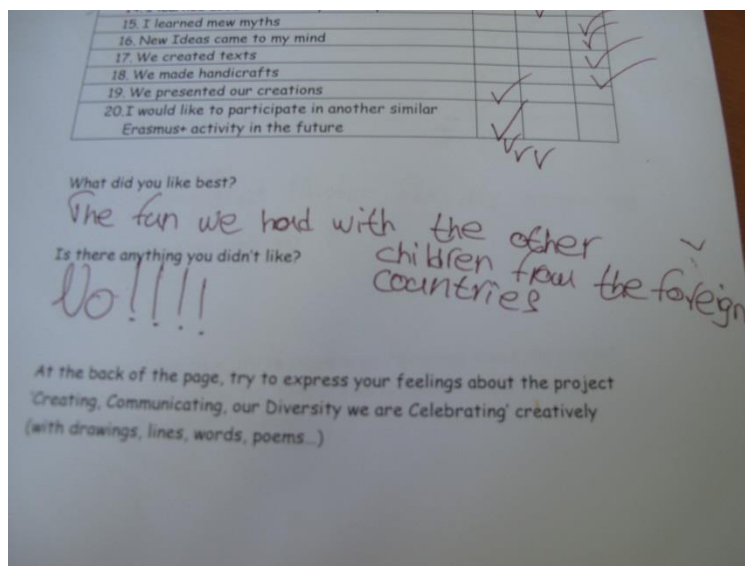 15. I learned mew myths
16. New Ideas came to my mind
17. We created texts
18. We made handicrafts
19. We presented our creations
20.I would like to participate in another similar
Erasmus+ activity in the future
What did you like best?
The fun we had with the other
children from the foreign
countries
Is there anything you didn't like?
No!!!!
At the back of the page, try to express your feelings about the project
'Creating, Communicating, our Diversity we are Celebrating' creatively
(with drawings, lines, words, poems...)